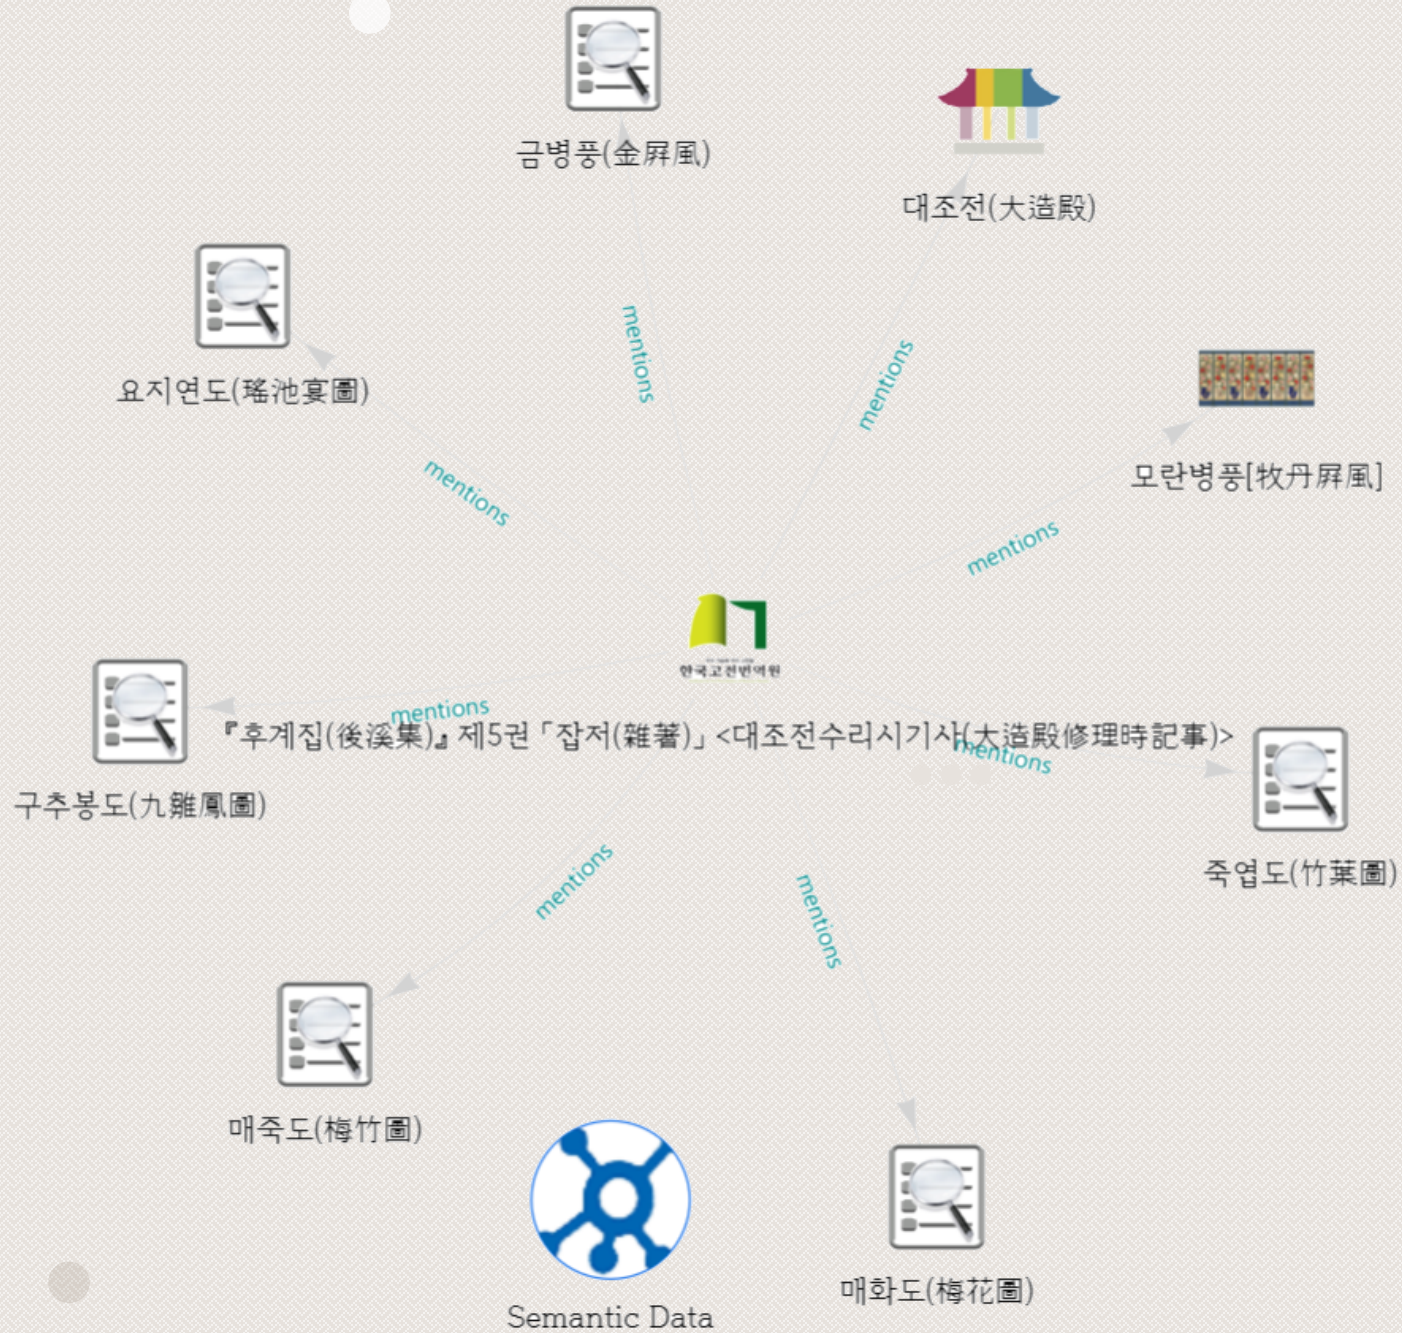 금병풍(金屛風)
대조전(大造殿)
mentions
mentions
요지연도(瑤池宴圖)
mentions
모란병풍[牧丹屛風]
mentions
한국고전번역원
mentions
『후계집(後溪集)』 제5권 「잡저(雜著)」 <대조전수리시기사(大造殿修理時記事)>
mentions
구추봉도(九雛鳳圖)
죽엽도(竹葉圖)
mentions
mentions
매죽도(梅竹圖)
매화도(梅花圖)
Semantic Data